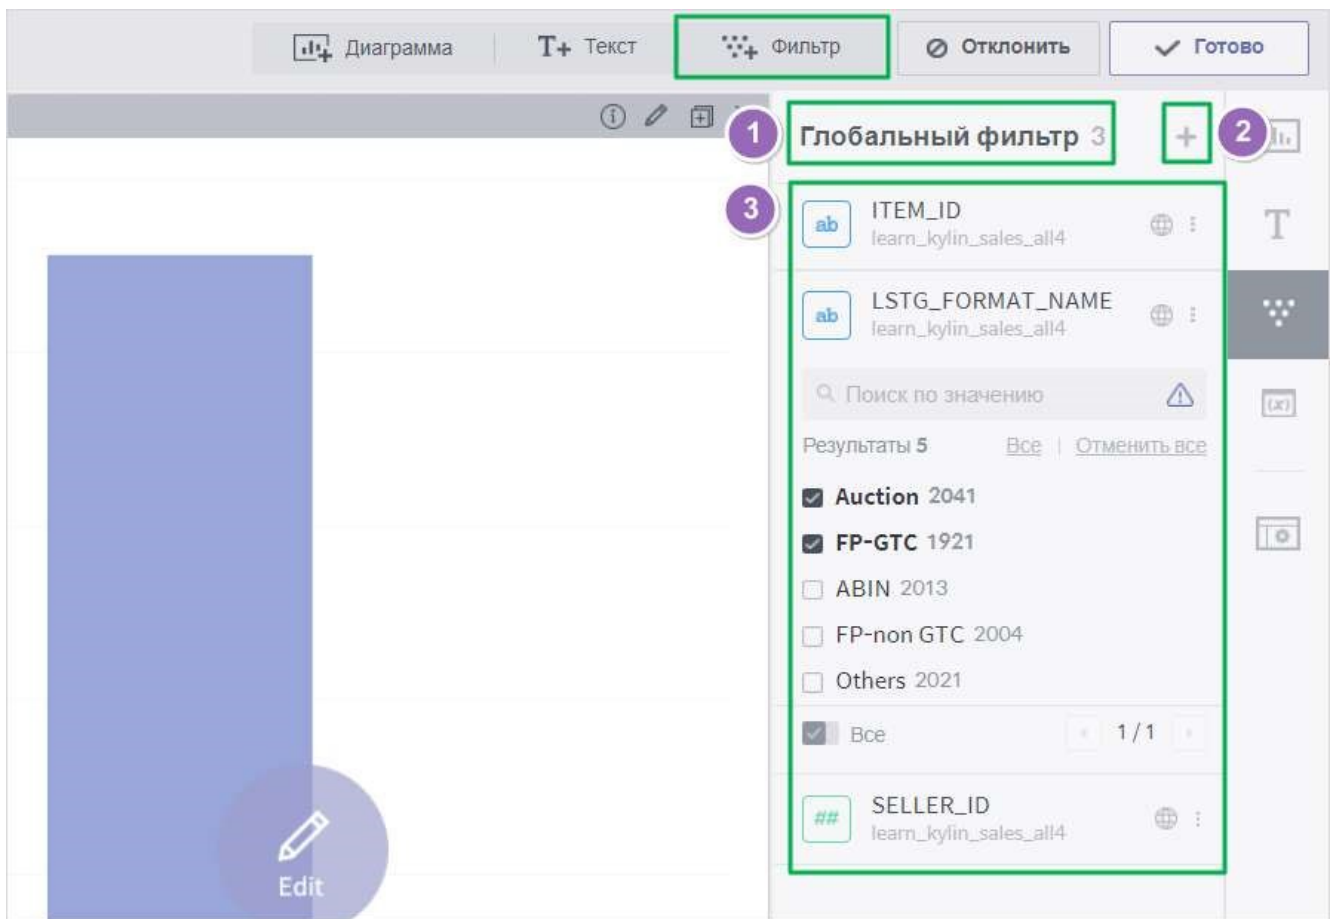 Диаграмма T+ Текст Фильтр Отклонить Готово
1 Глобальный фильтр 3 + 2
3 ab ITEM_ID
learn_kylin_sales_all4
T
ab LSTG_FORMAT_NAME
learn_kylin_sales_all4
Поиск по значению
(x)
Результаты 5 Все | Отменить все
Auction 2041
FP-GTC 1921
ABIN 2013
FP-non GTC 2004
Others 2021
Все 1 / 1
## SELLER_ID
learn_kylin_sales_all4
Edit